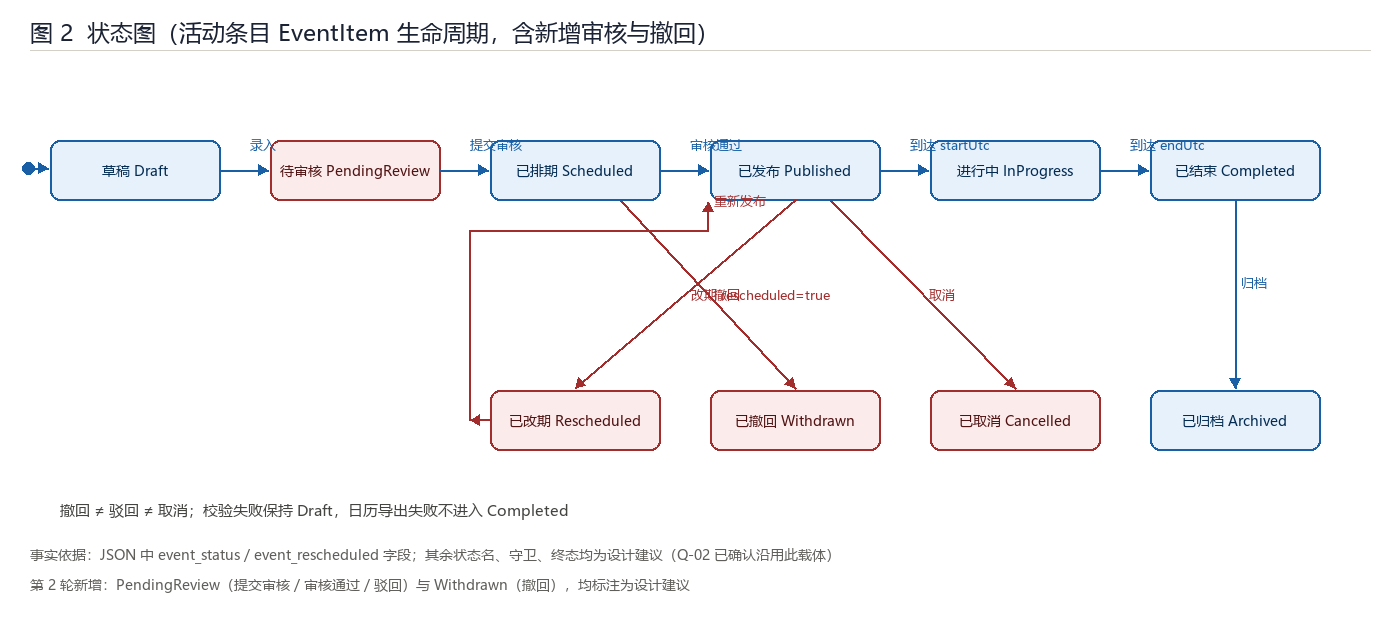 图 2 状态图（活动条目 EventItem 生命周期，含新增审核与撤回）
录入
提交审核
审核通过
到达 startUtc
到达 endUtc
草稿 Draft
待审核 PendingReview
已排期 Scheduled
已发布 Published
进行中 InProgress
已结束 Completed
重新发布
归档
改期 rescheduled=true
撤回
取消
已改期 Rescheduled
已撤回 Withdrawn
已取消 Cancelled
已归档 Archived
撤回 ≠ 驳回 ≠ 取消；校验失败保持 Draft，日历导出失败不进入 Completed
事实依据：JSON 中 event_status / event_rescheduled 字段；其余状态名、守卫、终态均为设计建议（Q-02 已确认沿用此载体）
第 2 轮新增：PendingReview（提交审核 / 审核通过 / 驳回）与 Withdrawn（撤回），均标注为设计建议